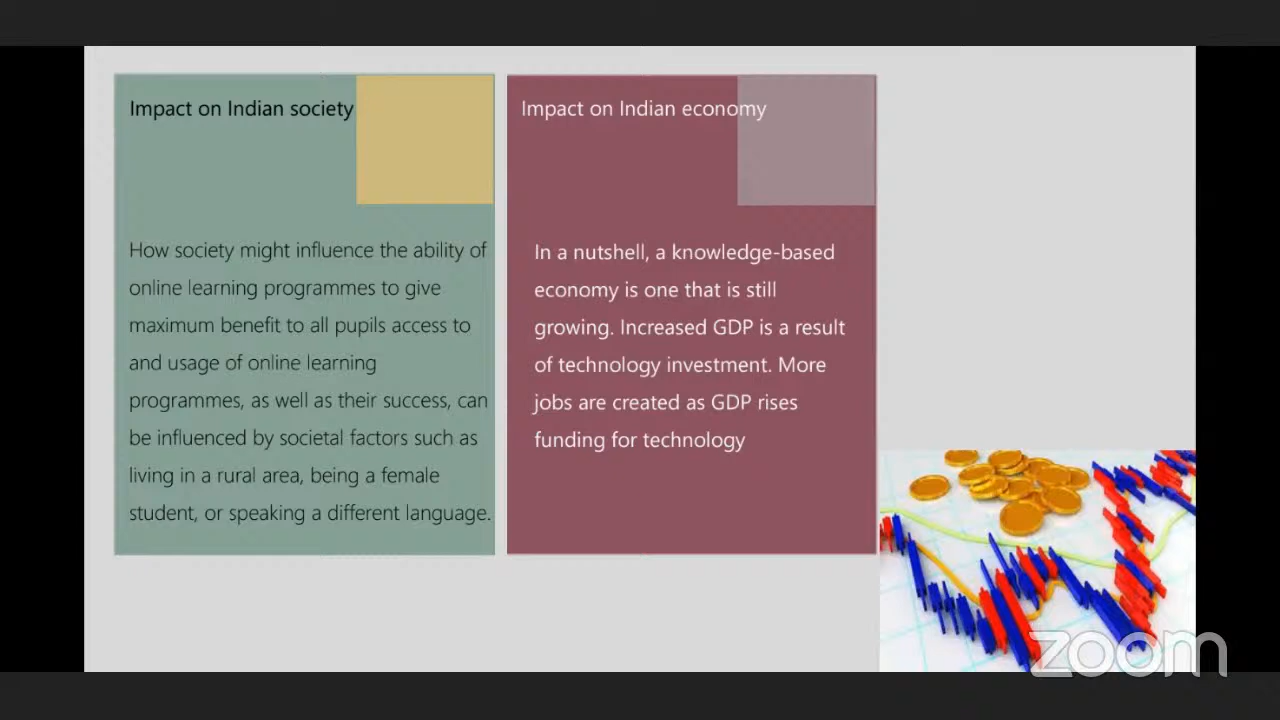 Impact on Indian society
How society might influence the ability of
online learning programmes to give
maximum benefit to all pupils access to
and usage of online learning
programmes, as well as their success, can
be influenced by societal factors such as
living in a rural area, being a female
student, or speaking a different language.
Impact on Indian economy
In a nutshell, a knowledge-based
economy is one that is still
growing. Increased GDP is a result
of technology investment. More
jobs are created as GDP rises
funding for technology
zoom